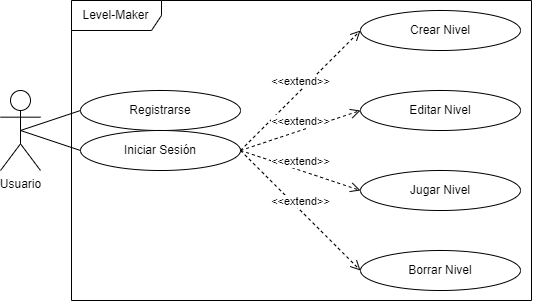 Level-Maker
Crear Nivel
<<extend>>
Registrarse
Editar Nivel
<<extend>>
Iniciar Sesión
<<extend>>
Usuario
Jugar Nivel
<<extend>>
Borrar Nivel